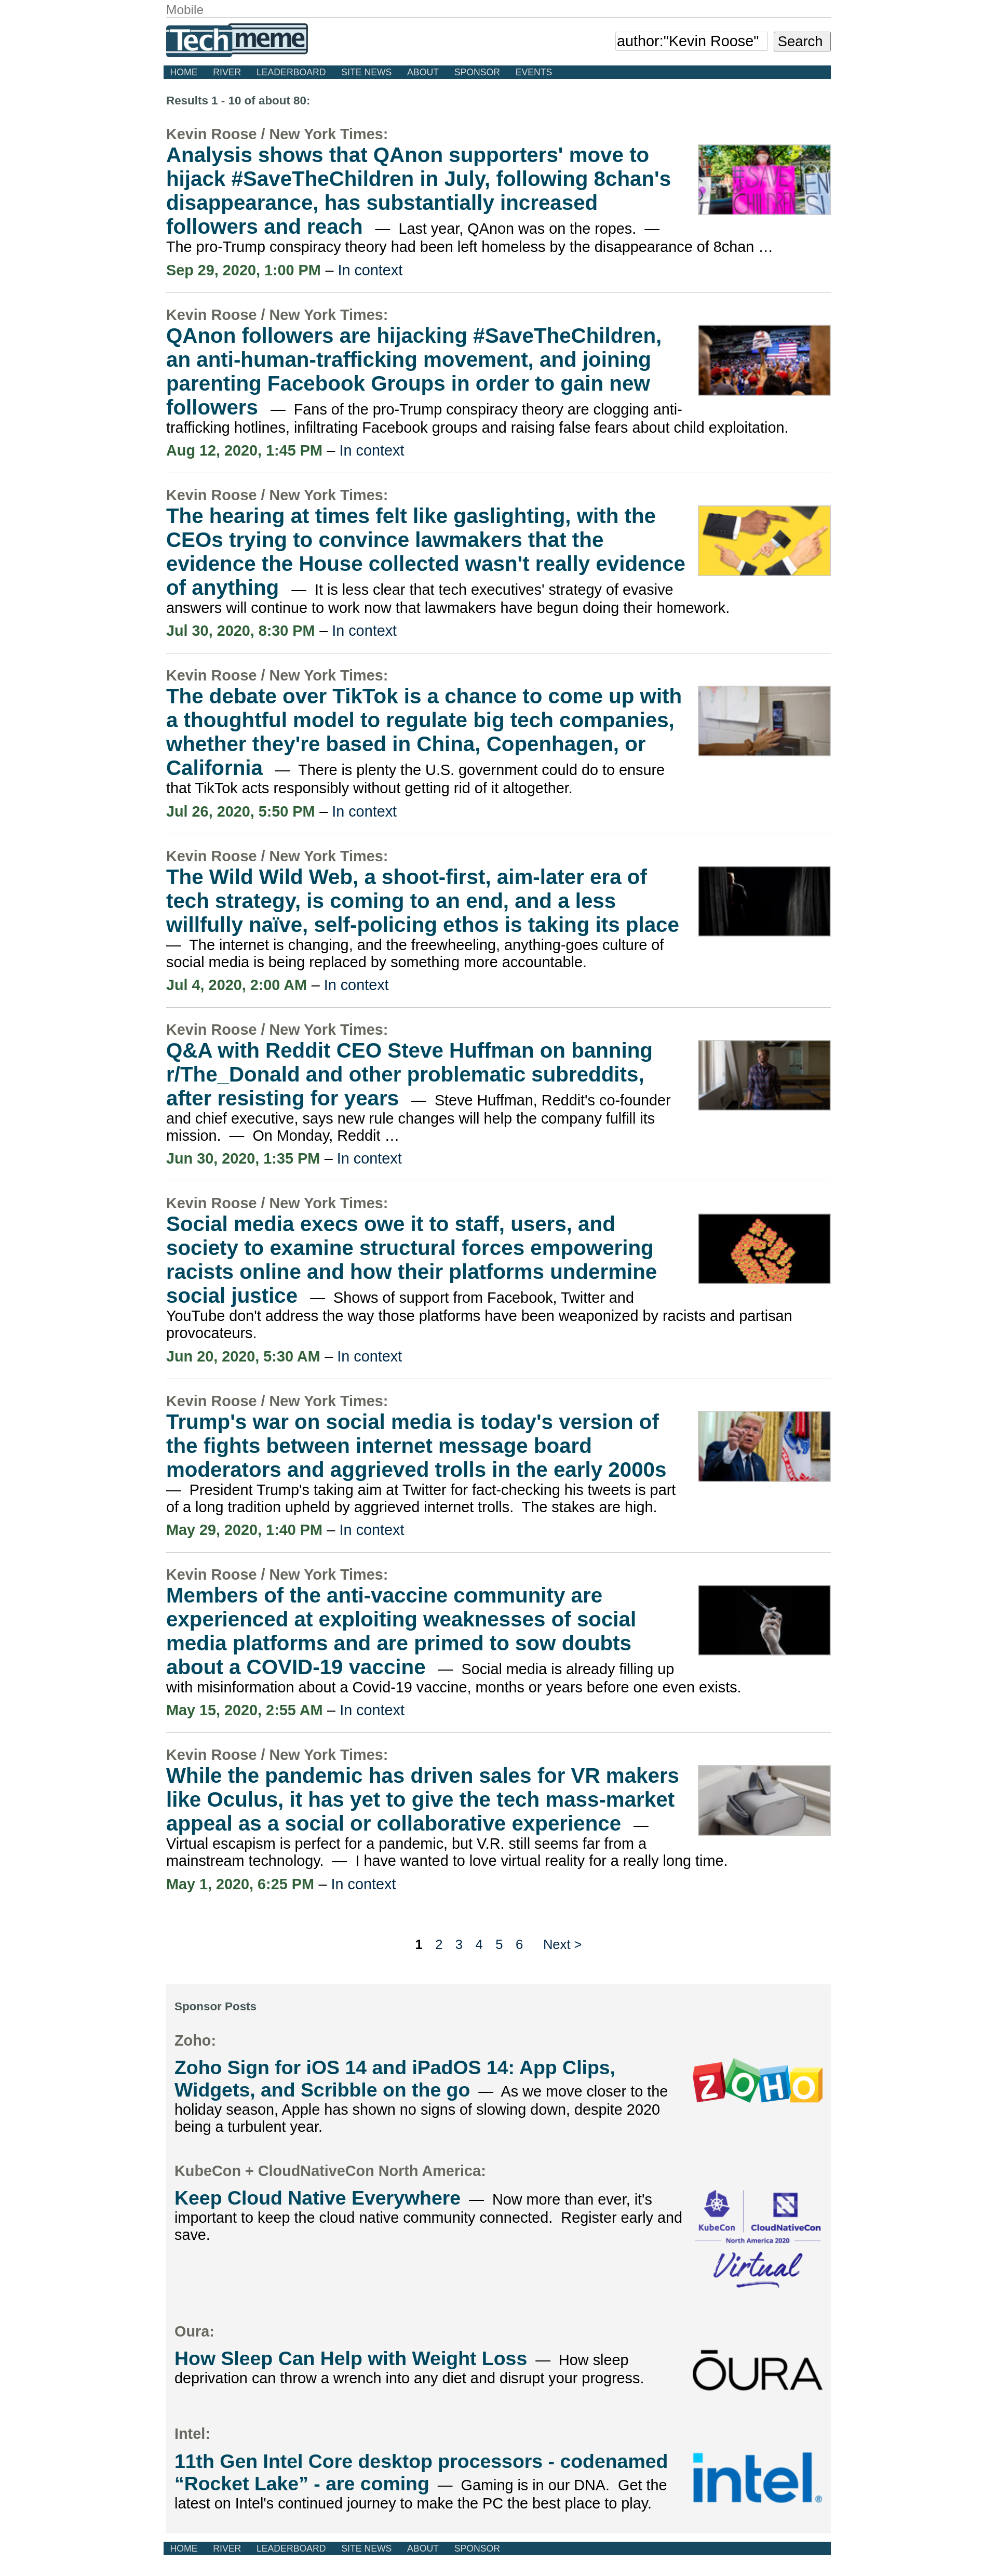 Mobile
Techmeme
author:"Kevin Roose" Search
HOME RIVER LEADERBOARD SITE NEWS ABOUT SPONSOR EVENTS
Results 1 - 10 of about 80:
Kevin Roose / New York Times:
Analysis shows that QAnon supporters' move to
hijack #SaveTheChildren in July, following 8chan's
disappearance, has substantially increased
followers and reach — Last year, QAnon was on the ropes. —
The pro-Trump conspiracy theory had been left homeless by the disappearance of 8chan …
Sep 29, 2020, 1:00 PM – In context
Kevin Roose / New York Times:
QAnon followers are hijacking #SaveTheChildren,
an anti-human-trafficking movement, and joining
parenting Facebook Groups in order to gain new
followers — Fans of the pro-Trump conspiracy theory are clogging anti-
trafficking hotlines, infiltrating Facebook groups and raising false fears about child exploitation.
Aug 12, 2020, 1:45 PM – In context
Kevin Roose / New York Times:
The hearing at times felt like gaslighting, with the
CEOs trying to convince lawmakers that the
evidence the House collected wasn't really evidence
of anything — It is less clear that tech executives' strategy of evasive
answers will continue to work now that lawmakers have begun doing their homework.
Jul 30, 2020, 8:30 PM – In context
Kevin Roose / New York Times:
The debate over TikTok is a chance to come up with
a thoughtful model to regulate big tech companies,
whether they're based in China, Copenhagen, or
California — There is plenty the U.S. government could do to ensure
that TikTok acts responsibly without getting rid of it altogether.
Jul 26, 2020, 5:50 PM – In context
Kevin Roose / New York Times:
The Wild Wild Web, a shoot-first, aim-later era of
tech strategy, is coming to an end, and a less
willfully naïve, self-policing ethos is taking its place
— The internet is changing, and the freewheeling, anything-goes culture of
social media is being replaced by something more accountable.
Jul 4, 2020, 2:00 AM – In context
Kevin Roose / New York Times:
Q&A with Reddit CEO Steve Huffman on banning
r/The_Donald and other problematic subreddits,
after resisting for years — Steve Huffman, Reddit's co-founder
and chief executive, says new rule changes will help the company fulfill its
mission. — On Monday, Reddit …
Jun 30, 2020, 1:35 PM – In context
Kevin Roose / New York Times:
Social media execs owe it to staff, users, and
society to examine structural forces empowering
racists online and how their platforms undermine
social justice — Shows of support from Facebook, Twitter and
YouTube don't address the way those platforms have been weaponized by racists and partisan
provocateurs.
Jun 20, 2020, 5:30 AM – In context
Kevin Roose / New York Times:
Trump's war on social media is today's version of
the fights between internet message board
moderators and aggrieved trolls in the early 2000s
— President Trump's taking aim at Twitter for fact-checking his tweets is part
of a long tradition upheld by aggrieved internet trolls. The stakes are high.
May 29, 2020, 1:40 PM – In context
Kevin Roose / New York Times:
Members of the anti-vaccine community are
experienced at exploiting weaknesses of social
media platforms and are primed to sow doubts
about a COVID-19 vaccine — Social media is already filling up
with misinformation about a Covid-19 vaccine, months or years before one even exists.
May 15, 2020, 2:55 AM – In context
Kevin Roose / New York Times:
While the pandemic has driven sales for VR makers
like Oculus, it has yet to give the tech mass-market
appeal as a social or collaborative experience —
Virtual escapism is perfect for a pandemic, but V.R. still seems far from a
mainstream technology. — I have wanted to love virtual reality for a really long time.
May 1, 2020, 6:25 PM – In context
1 2 3 4 5 6 Next >
Sponsor Posts
Zoho:
Zoho Sign for iOS 14 and iPadOS 14: App Clips,
Widgets, and Scribble on the go — As we move closer to the
holiday season, Apple has shown no signs of slowing down, despite 2020
being a turbulent year.
ZOHO
KubeCon + CloudNativeCon North America:
Keep Cloud Native Everywhere — Now more than ever, it's
important to keep the cloud native community connected. Register early and
save.
KubeCon CloudNativeCon
North America 2020
Virtual
Oura:
How Sleep Can Help with Weight Loss — How sleep
deprivation can throw a wrench into any diet and disrupt your progress.
ŌURA
Intel:
11th Gen Intel Core desktop processors - codenamed
“Rocket Lake” - are coming — Gaming is in our DNA. Get the
latest on Intel's continued journey to make the PC the best place to play.
intel®
HOME RIVER LEADERBOARD SITE NEWS ABOUT SPONSOR